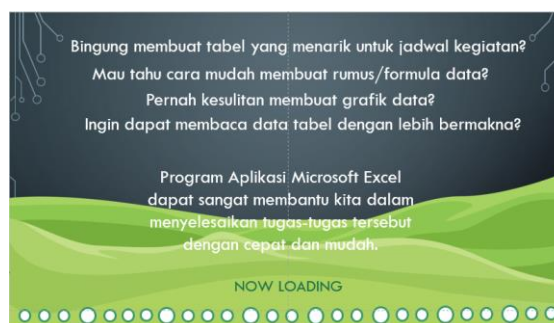 Bingung membuat tabel yang menarik untuk jadwal kegiatan?
Mau tahu cara mudah membuat rumus/formula data?
Pernah kesulitan membuat grafik data?
Ingin dapat membaca data tabel dengan lebih bermakna?
Program Aplikasi Microsoft Excel
dapat sangat membantu kita dalam
menyelesaikan tugas-tugas tersebut
dengan cepat dan mudah.
NOW LOADING